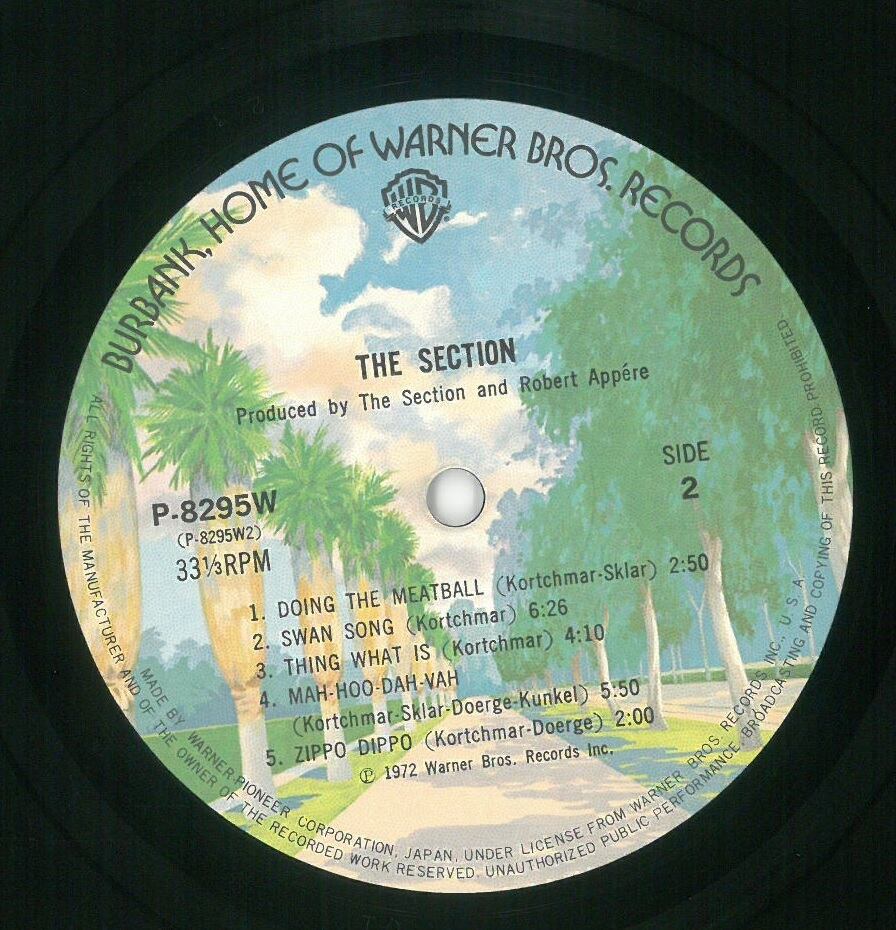 BURBANK, HOME OF WARNER BROS. RECORDS
W
RECORDS
®
THE SECTION
Produced by The Section and Robert Appére
SIDE
2
P-8295W
(P-8295W2)
33⅓RPM
1. DOING THE MEATBALL (Kortchmar-Sklar) 2:50
2. SWAN SONG (Kortchmar) 6:26
3. THING WHAT IS (Kortchmar) 4:10
4. MAH-HOO-DAH-VAH
(Kortchmar-Sklar-Doerge-Kunkel) 5:50
5. ZIPPO DIPPO (Kortchmar-Doerge) 2:00
℗ 1972 Warner Bros. Records Inc.
MADE BY WARNER-PIONEER CORPORATION, JAPAN, UNDER LICENSE FROM WARNER BROS. RECORDS INC., U.S.A.
ALL RIGHTS OF THE MANUFACTURER AND OF THE OWNER OF THE RECORDED WORK RESERVED. UNAUTHORIZED PUBLIC PERFORMANCE, BROADCASTING AND COPYING OF THIS RECORD PROHIBITED.